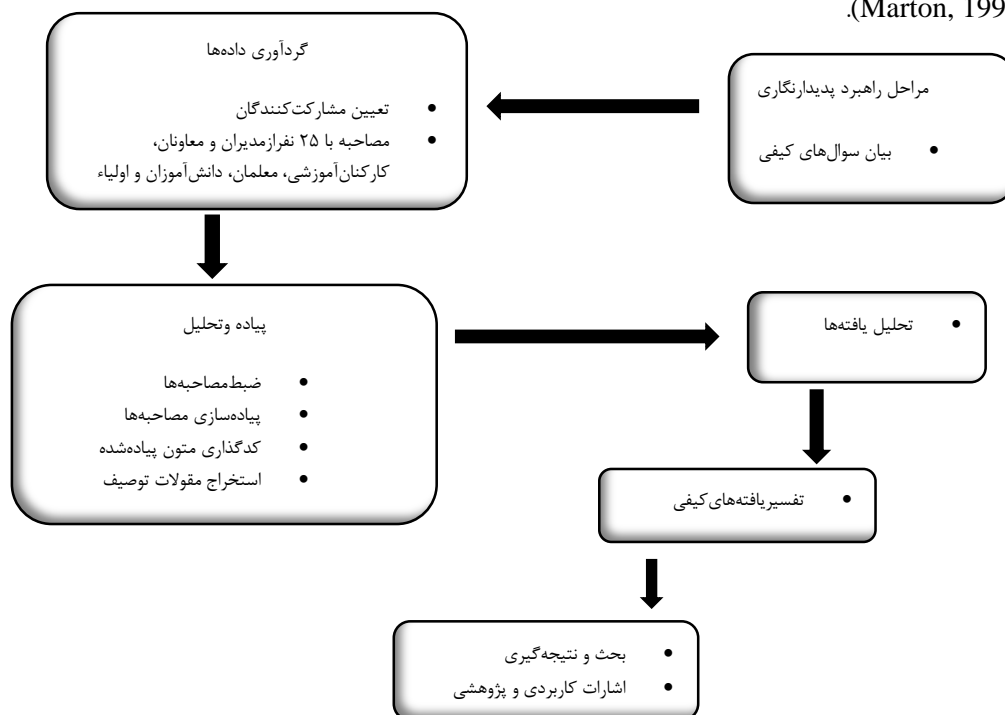 .(Marton, 199
مراحل راهبرد پدیدارنگاری
• بیان سوال‌های کیفی
گردآوری داده‌ها
• تعیین مشارکت‌کنندگان
• مصاحبه با ۲۵ نفرازمدیران و معاونان،
کارکنان‌آموزشی، معلمان، دانش‌آموزان و اولیاء
پیاده وتحلیل
• ضبط‌مصاحبه‌ها
• پیاده‌سازی مصاحبه‌ها
• کدگذاری متون پیاده‌شده
• استخراج مقولات توصیف
• تحلیل یافته‌ها
• تفسیریافته‌های‌کیفی
• بحث و نتیجه‌گیری
• اشارات کاربردی و پژوهشی